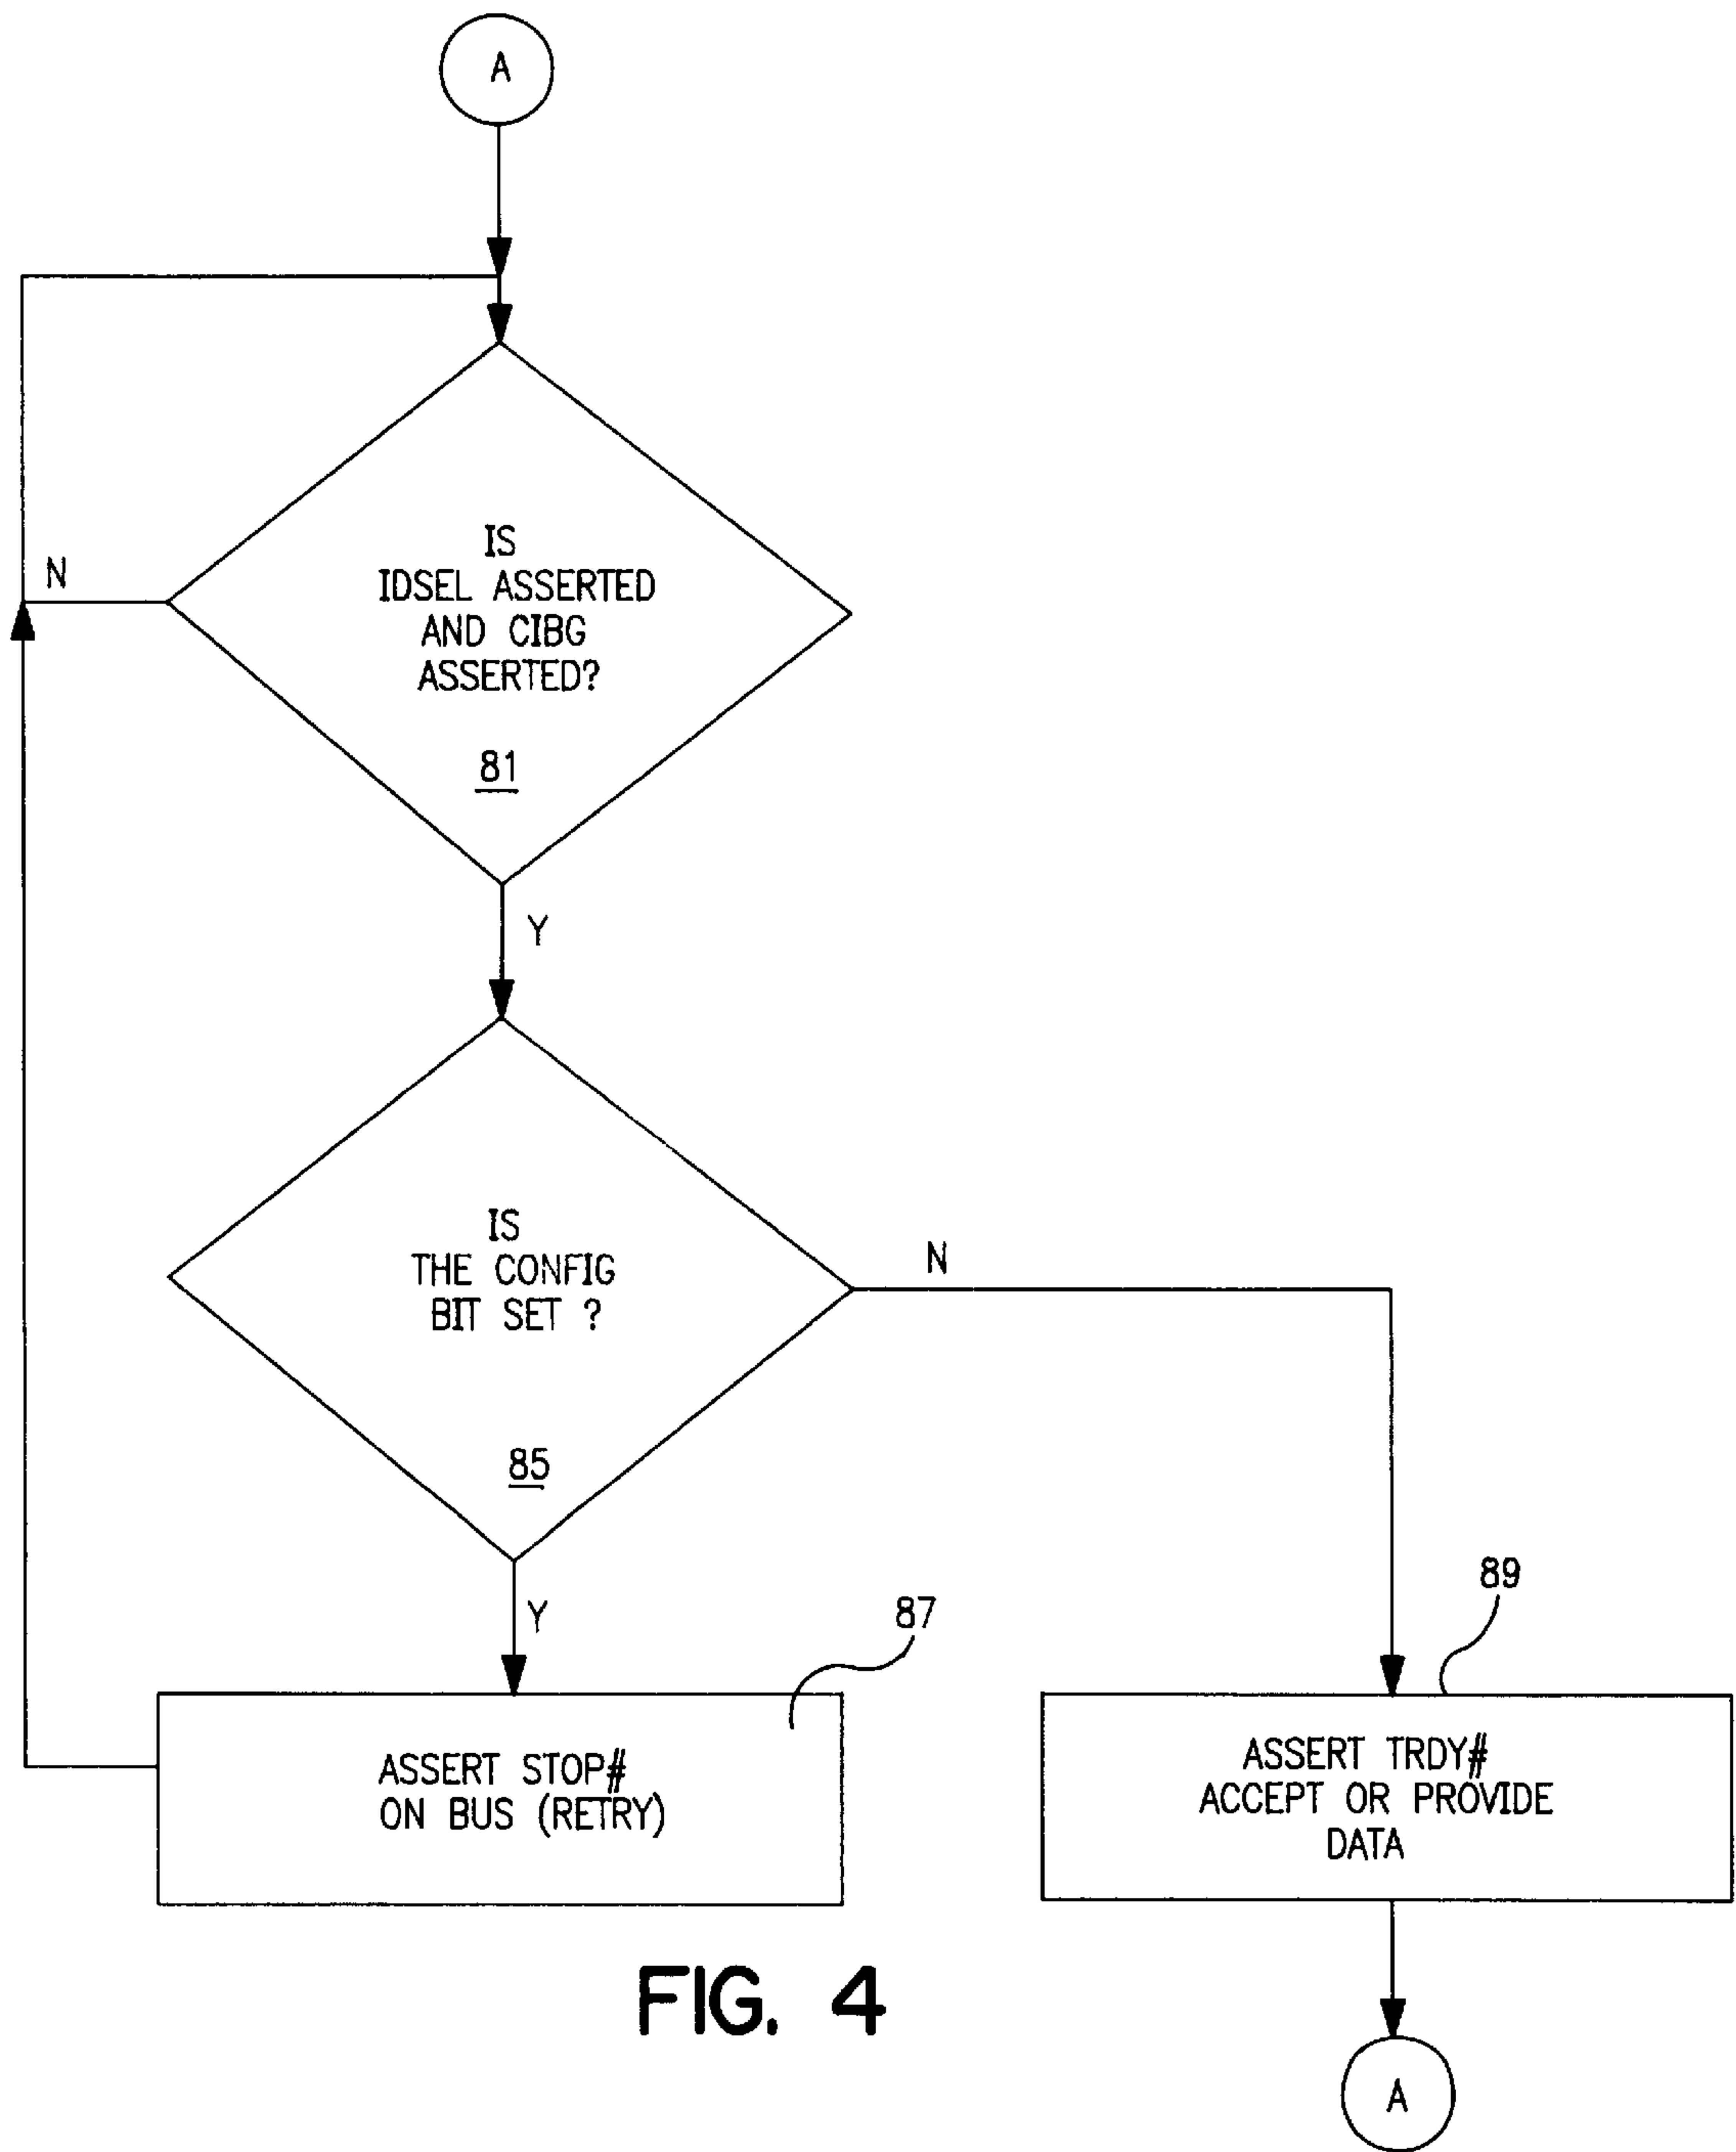 A
IS
IDSEL ASSERTED
AND CIBG
ASSERTED?
81
N
Y
IS
THE CONFIG
BIT SET ?
85
N
Y
87
89
ASSERT STOP#
ON BUS (RETRY)
ASSERT TRDY#
ACCEPT OR PROVIDE
DATA
FIG. 4
A